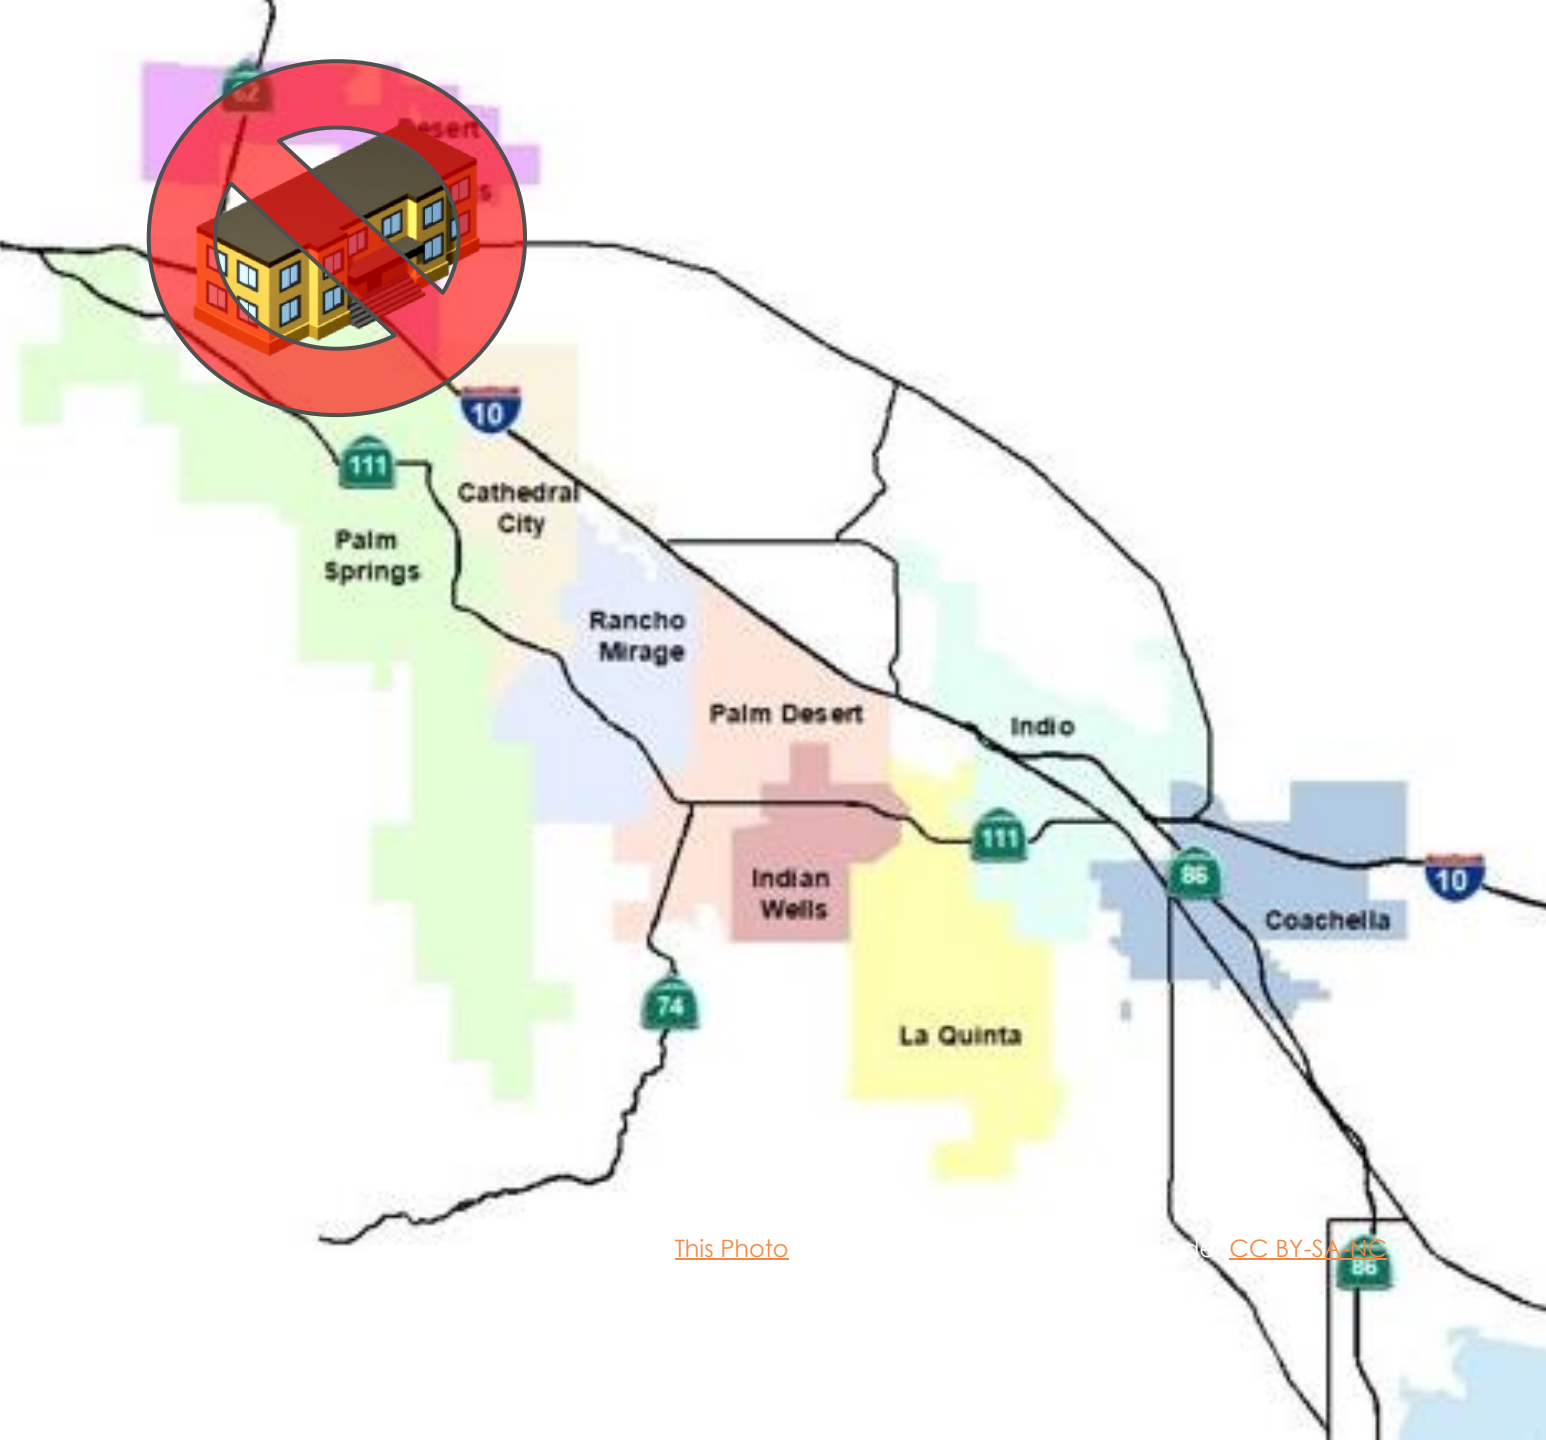 62
Desert
s
10
111
Cathedral
City
Palm
Springs
Rancho
Mirage
Palm Desert
Indio
111
86
10
Indian
Wells
Coachella
74
La Quinta
This Photo
CC BY-SA-NC
86